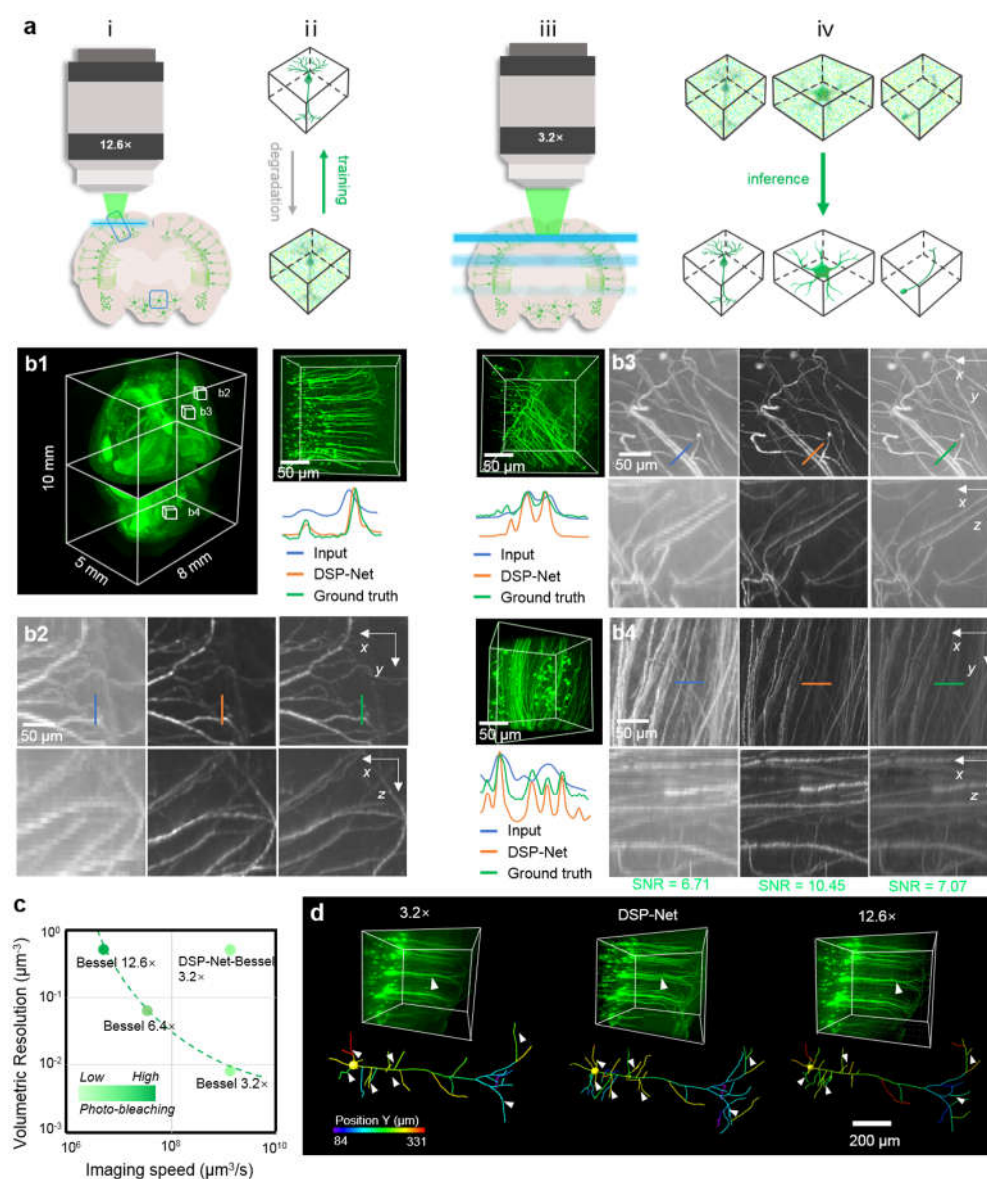 a
i
ii
iii
iv
12.6×
degradation
training
3.2×
inference
b1
b2
b3
b4
10 mm
5 mm
8 mm
50 µm
Input
DSP-Net
Ground truth
50 µm
Input
DSP-Net
Ground truth
b3
x
y
x
z
b2
50 µm
x
y
x
z
50 µm
Input
DSP-Net
Ground truth
b4
50 µm
x
y
x
z
SNR = 6.71
SNR = 10.45
SNR = 7.07
c
Volumetric Resolution (µm⁻³)
10⁰
10⁻¹
10⁻²
10⁻³
Bessel 12.6×
DSP-Net-Bessel
3.2×
Bessel 6.4×
Bessel 3.2×
Low
High
Photo-bleaching
10⁶
10⁸
10¹⁰
Imaging speed (µm³/s)
d
3.2×
DSP-Net
12.6×
Position Y (µm)
84
331
200 µm